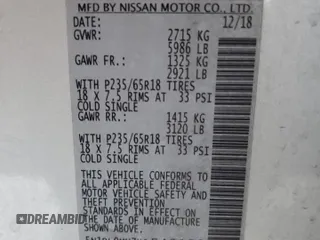 MFD BY NISSAN MOTOR CO., LTD.
DATE: 12/18
GVWR: 2715 KG
5986 LB
GAWR FR: 1325 KG
2921 LB
WITH P235/65R18 TIRES
18 X 7.5 RIMS AT 33 PSI
COLD SINGLE
GAWR RR: 1415 KG
3120 LB
WITH P235/65R18 TIRES
18 X 7.5 RIMS AT 33 PSI
COLD SINGLE
THIS VEHICLE CONFORMS TO ALL
APPLICABLE FEDERAL MOTOR
MOTOR VEHICLE SAFETY AND
THEFT PREVENTION
STANDARDS IN EFFECT ON THE
DATE OF MANUFACTURE SHOWN
ABOVE.
DREAMBID